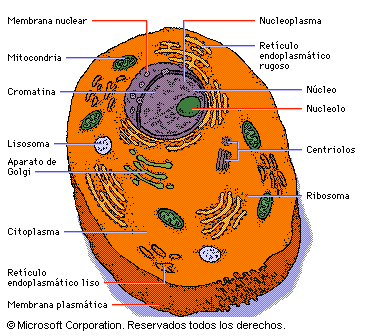 Membrana nuclear
Mitocondria
Cromatina
Lisosoma
Aparato de
Golgi
Citoplasma
Retículo
endoplasmático liso
Membrana plasmática
Nucleoplasma
Retículo
endoplasmático
rugoso
Núcleo
Nucleolo
Centriolos
Ribosoma
© Microsoft Corporation. Reservados todos los derechos.